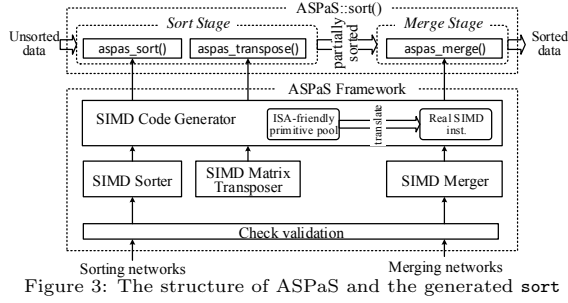 ASPaS::sort()
Sort Stage
Merge Stage
Unsorted data
aspas_sort()
aspas_transpose()
partially sorted
aspas_merge()
Sorted data
ASPaS Framework
SIMD Code Generator
ISA-friendly
primitive pool
translate
Real SIMD
inst.
SIMD Sorter
SIMD Matrix
Transposer
SIMD Merger
Check validation
Sorting networks
Merging networks
Figure 3: The structure of ASPaS and the generated sort